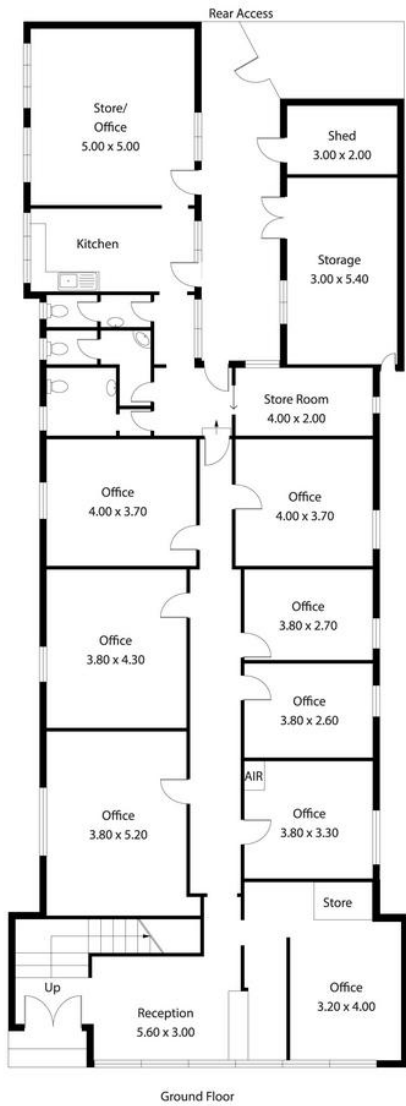 Rear Access
Store/
Office
5.00 x 5.00
Shed
3.00 x 2.00
Kitchen
Storage
3.00 x 5.40
Store Room
4.00 x 2.00
Office
4.00 x 3.70
Office
4.00 x 3.70
Office
3.80 x 2.70
Office
3.80 x 4.30
Office
3.80 x 2.60
AIR
Office
3.80 x 5.20
Office
3.80 x 3.30
Store
Up
Office
3.20 x 4.00
Reception
5.60 x 3.00
Ground Floor